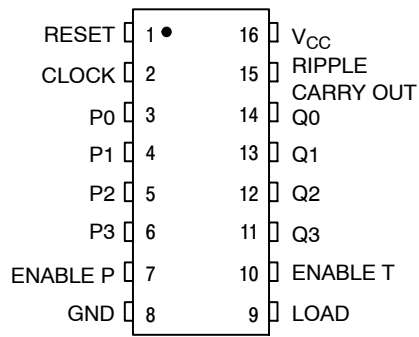 RESET 1 16 VCC
CLOCK 2 15 RIPPLE
CARRY OUT
P0 3 14 Q0
P1 4 13 Q1
P2 5 12 Q2
P3 6 11 Q3
ENABLE P 7 10 ENABLE T
GND 8 9 LOAD